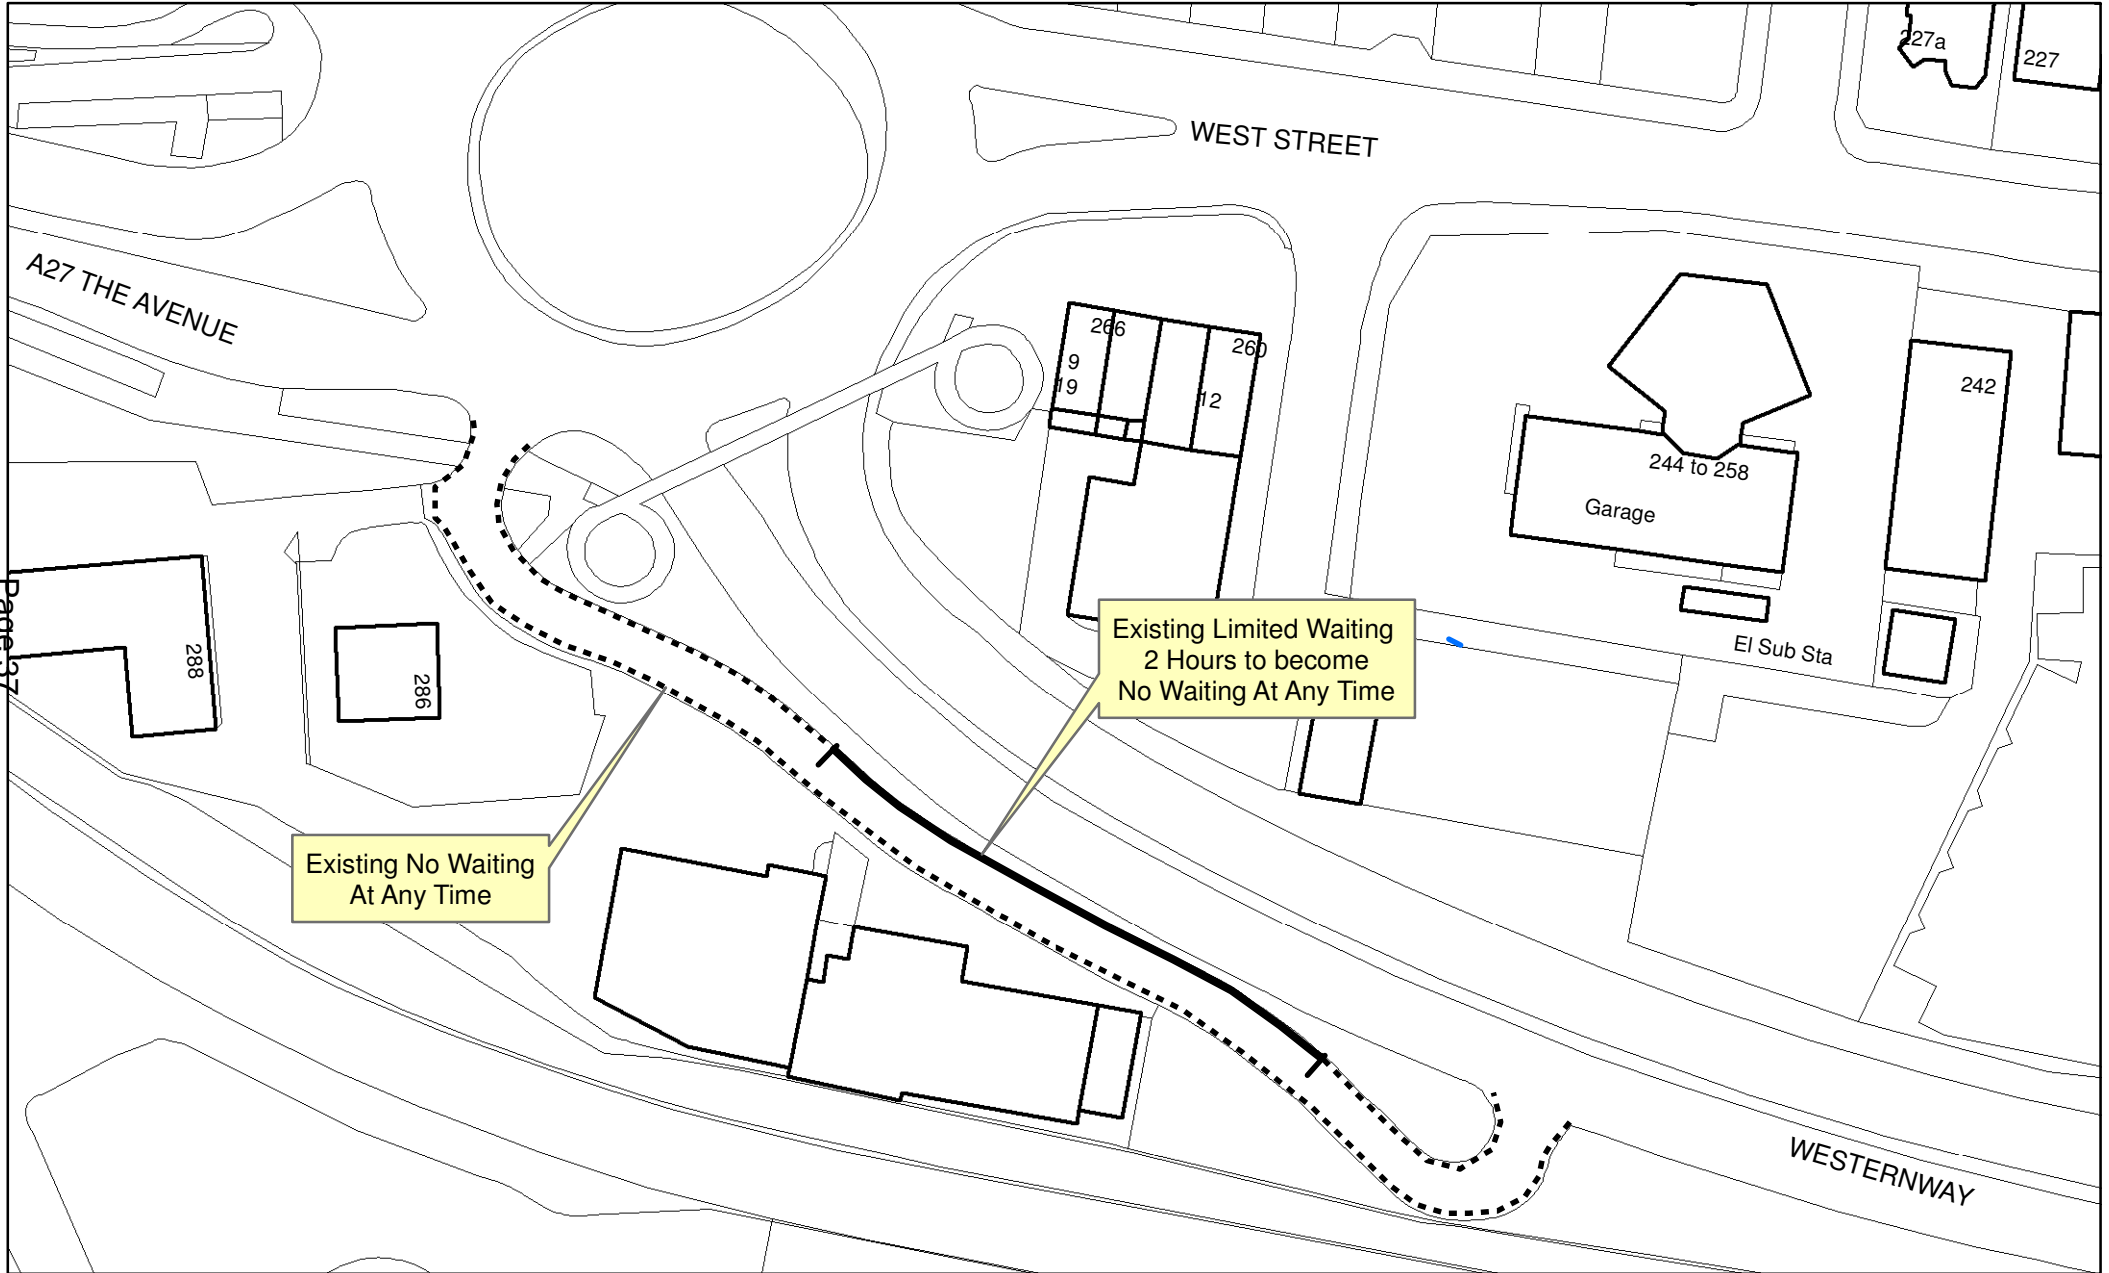 227a
227
WEST STREET
A27 THE AVENUE
266
260
9
19
12
242
244 to 258
Garage
El Sub Sta
Page 37
288
286
Existing Limited Waiting
2 Hours to become
No Waiting At Any Time
Existing No Waiting
At Any Time
WESTERNWAY